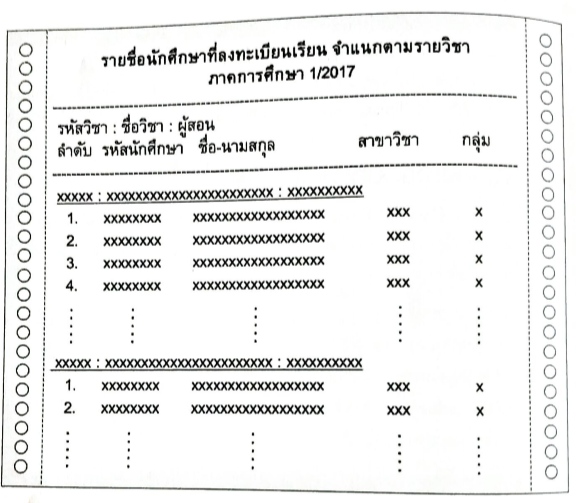 รายชื่อนักศึกษาที่ลงทะเบียนเรียน จำแนกตามรายวิชา
ภาคการศึกษา 1/2017
รหัสวิชา : ชื่อวิชา : ผู้สอน
ลำดับ รหัสนักศึกษา ชื่อ-นามสกุล สาขาวิชา กลุ่ม
xxxxx : xxxxxxxxxxxxxxxxxxxxxxx : xxxxxxxxxx
1. xxxxxxxx xxxxxxxxxxxxxxxxxx xxx x
2. xxxxxxxx xxxxxxxxxxxxxxxxxx xxx x
3. xxxxxxxx xxxxxxxxxxxxxxxxxx xxx x
4. xxxxxxxx xxxxxxxxxxxxxxxxxx xxx x
xxxxx : xxxxxxxxxxxxxxxxxxxxxxx : xxxxxxxxxx
1. xxxxxxxx xxxxxxxxxxxxxxxxxx xxx x
2. xxxxxxxx xxxxxxxxxxxxxxxxxx xxx x